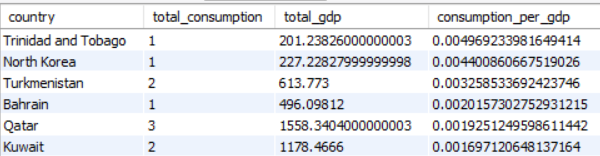 country total_consumption total_gdp consumption_per_gdp
Trinidad and Tobago 1 201.23826000000003 0.004969233981649414
North Korea 1 227.22827999999998 0.004400860667519026
Turkmenistan 2 613.773 0.003258533692423746
Bahrain 1 496.09812 0.0020157302752931215
Qatar 3 1558.3404000000003 0.0019251249598611442
Kuwait 2 1178.4666 0.001697120648137164